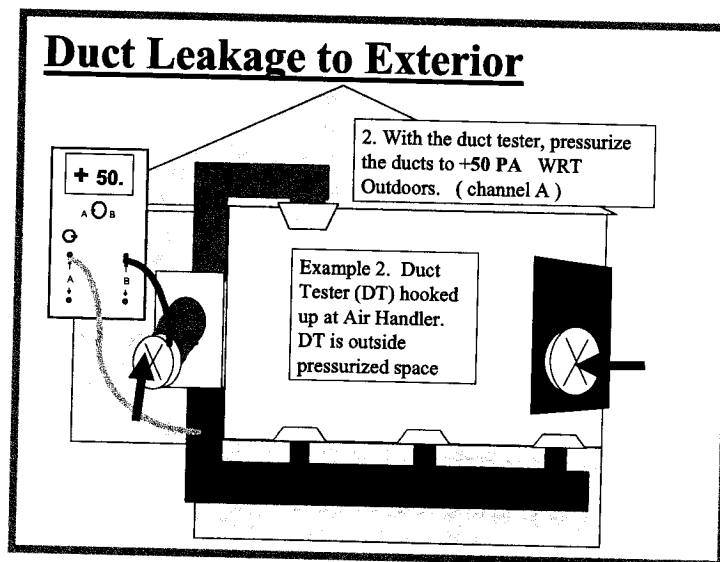 Duct Leakage to Exterior
2. With the duct tester, pressurize
the ducts to +50 PA WRT
Outdoors. ( channel A )
+ 50.
A B
A
B
Example 2. Duct
Tester (DT) hooked
up at Air Handler.
DT is outside
pressurized space